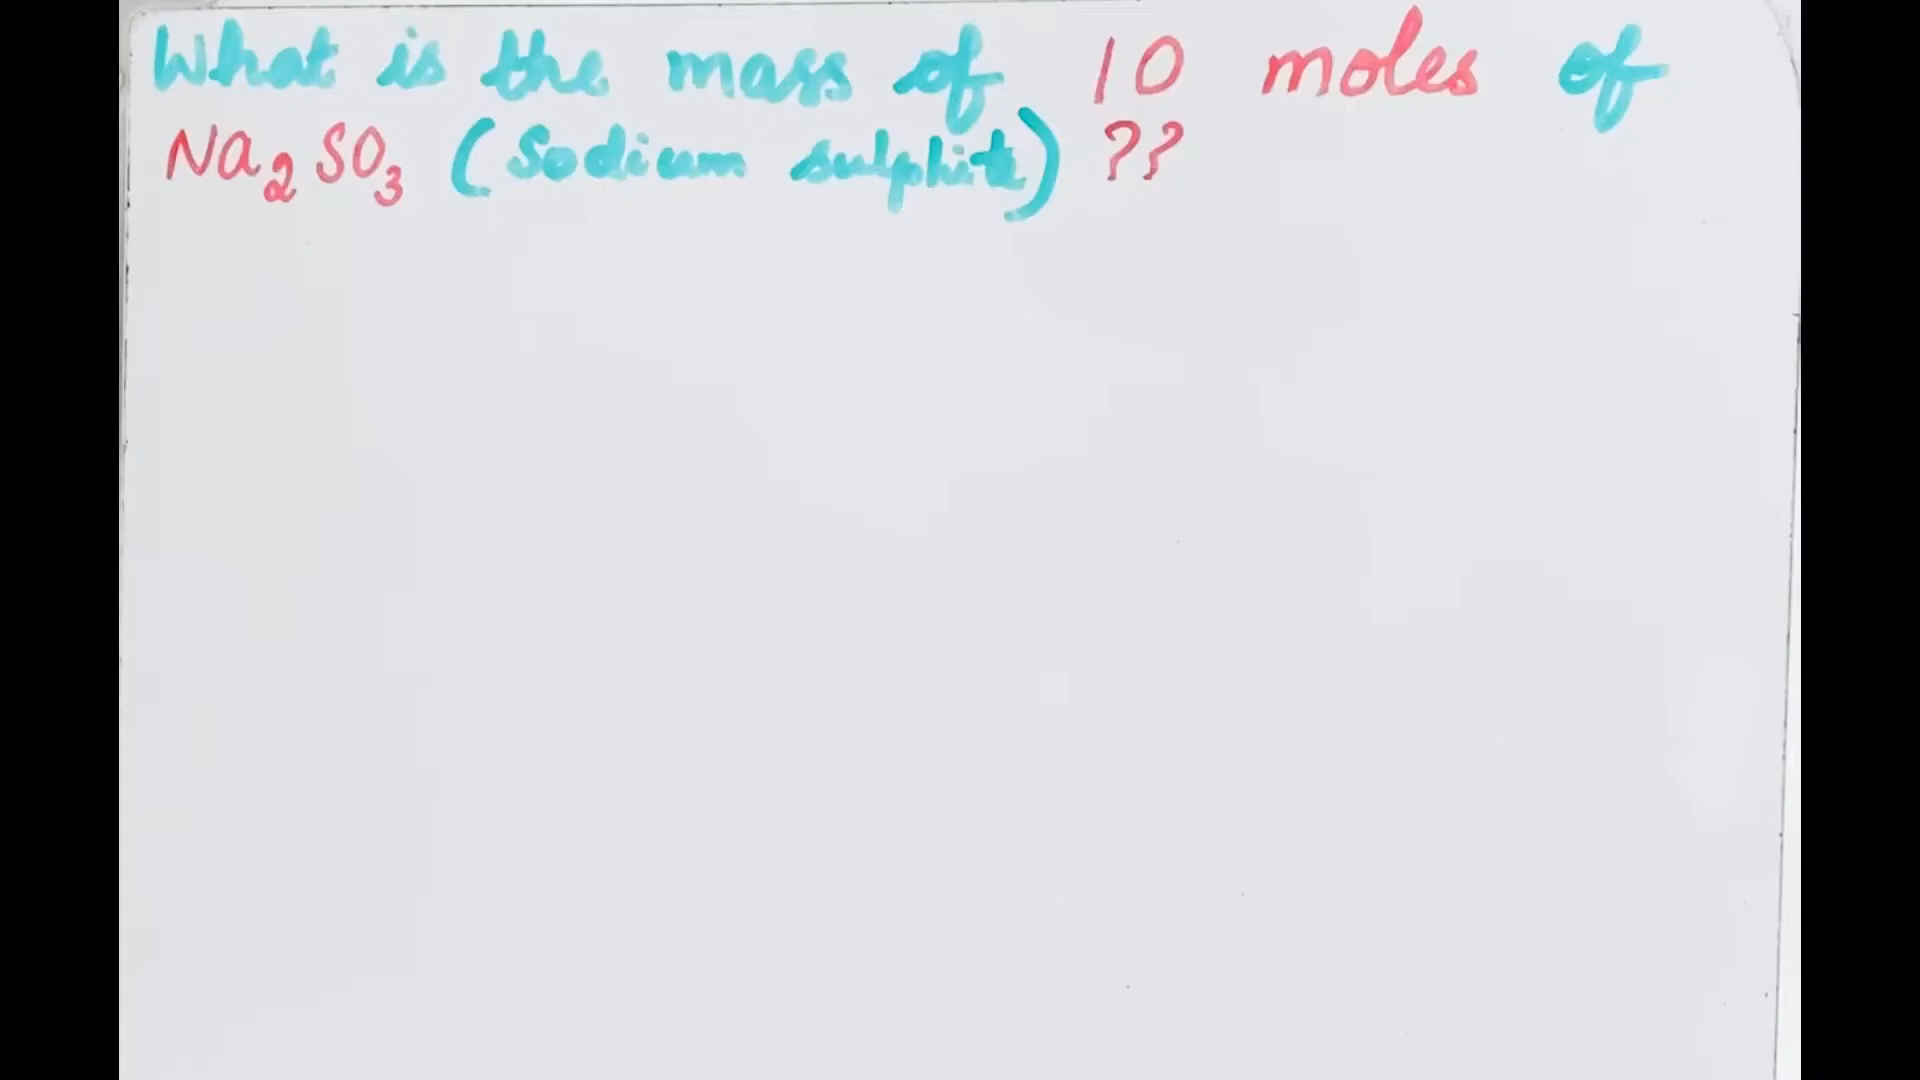 What is the mass of 10 moles of
Na₂SO₃ (Sodium sulphite) ??